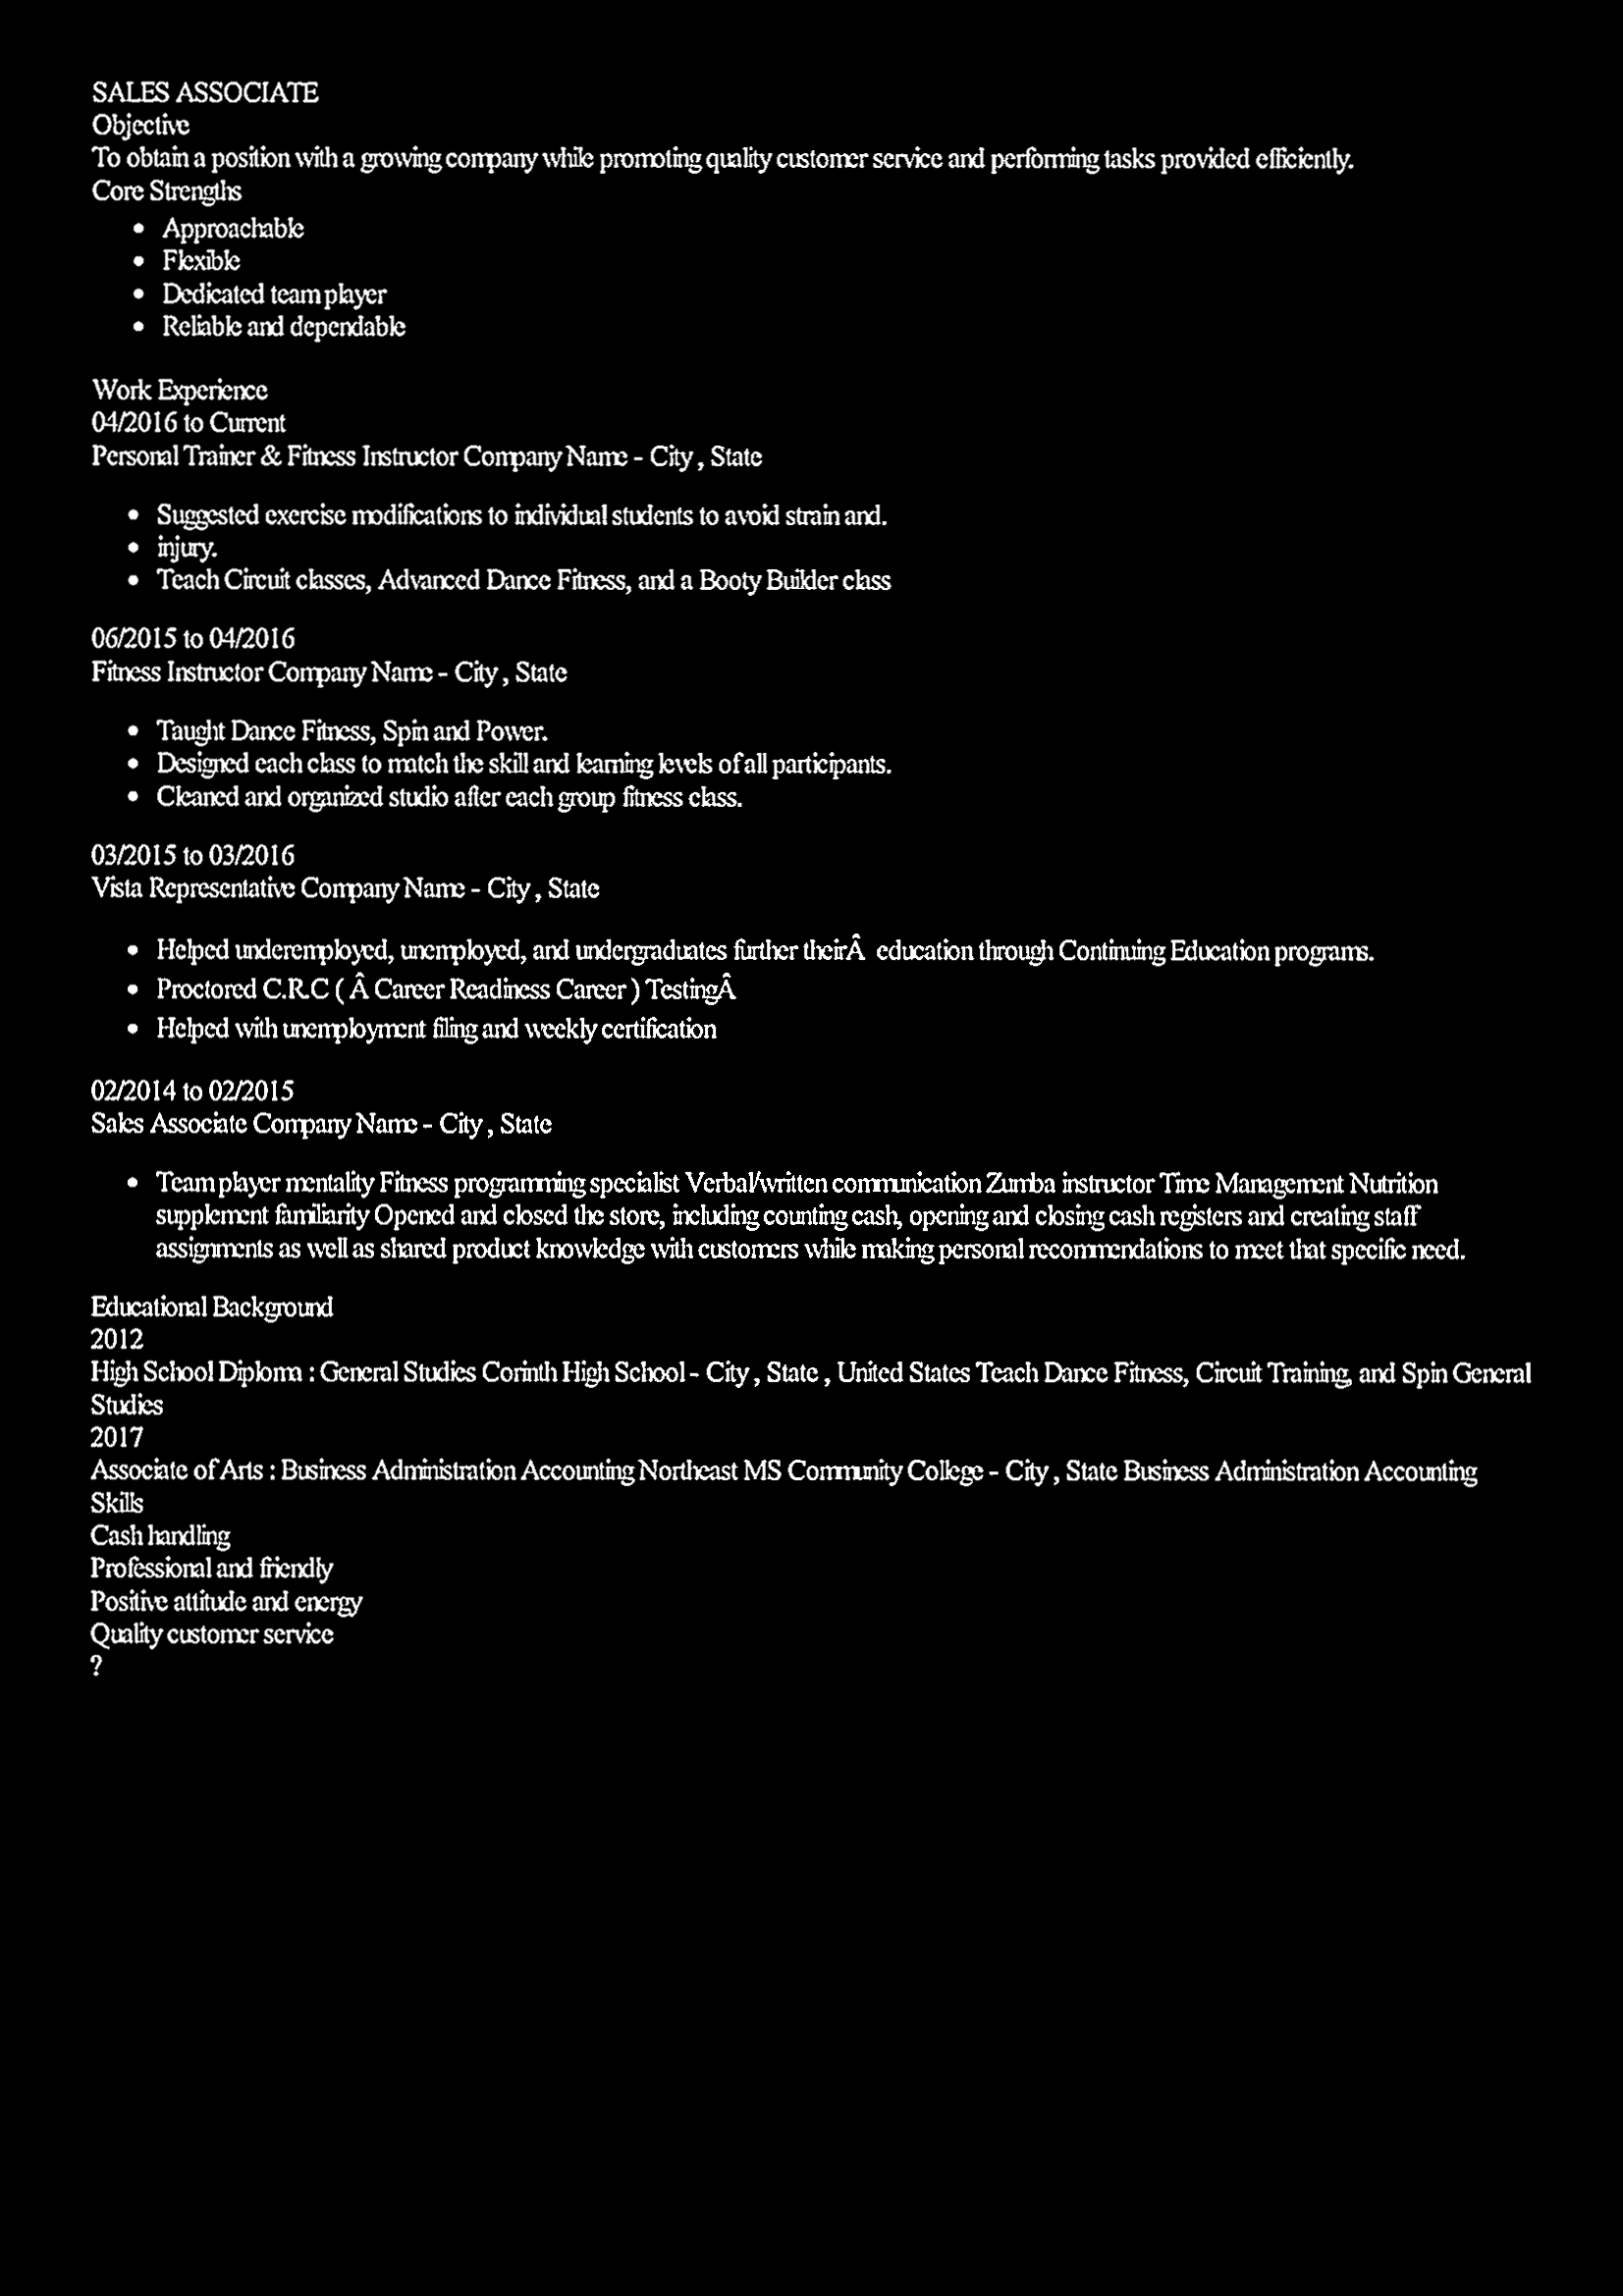 SALES ASSOCIATE
Objective
To obtain a position with a growing company while promoting quality customer service and performing tasks provided efficiently.
Core Strengths
• Approachable
• Flexible
• Dedicated team player
• Reliable and dependable
Work Experience
04/2016 to Current
Personal Trainer & Fitness Instructor Company Name - City , State
• Suggested exercise modifications to individual students to avoid strain and.
• injury.
• Teach Circuit classes, Advanced Dance Fitness, and a Booty Builder class
06/2015 to 04/2016
Fitness Instructor Company Name - City , State
• Taught Dance Fitness, Spin and Power.
• Designed each class to match the skill and learning levels of all participants.
• Cleaned and organized studio after each group fitness class.
03/2015 to 03/2016
Vista Representative Company Name - City , State
• Helped underemployed, unemployed, and undergraduates further theirÂ  education through Continuing Education programs.
• Proctored C.R.C ( Â Career Readiness Career ) TestingÂ
• Helped with unemployment filing and weekly certification
02/2014 to 02/2015
Sales Associate Company Name - City , State
• Team player mentality Fitness programming specialist Verbal/written communication Zumba instructor Time Management Nutrition
supplement familiarity Opened and closed the store, including counting cash, opening and closing cash registers and creating staff
assignments as well as shared product knowledge with customers while making personal recommendations to meet that specific need.
Educational Background
2012
High School Diploma : General Studies Corinth High School - City , State , United States Teach Dance Fitness, Circuit Training, and Spin General
Studies
2017
Associate of Arts : Business Administration Accounting Northeast MS Community College - City , State Business Administration Accounting
Skills
Cash handling
Professional and friendly
Positive attitude and energy
Quality customer service
?